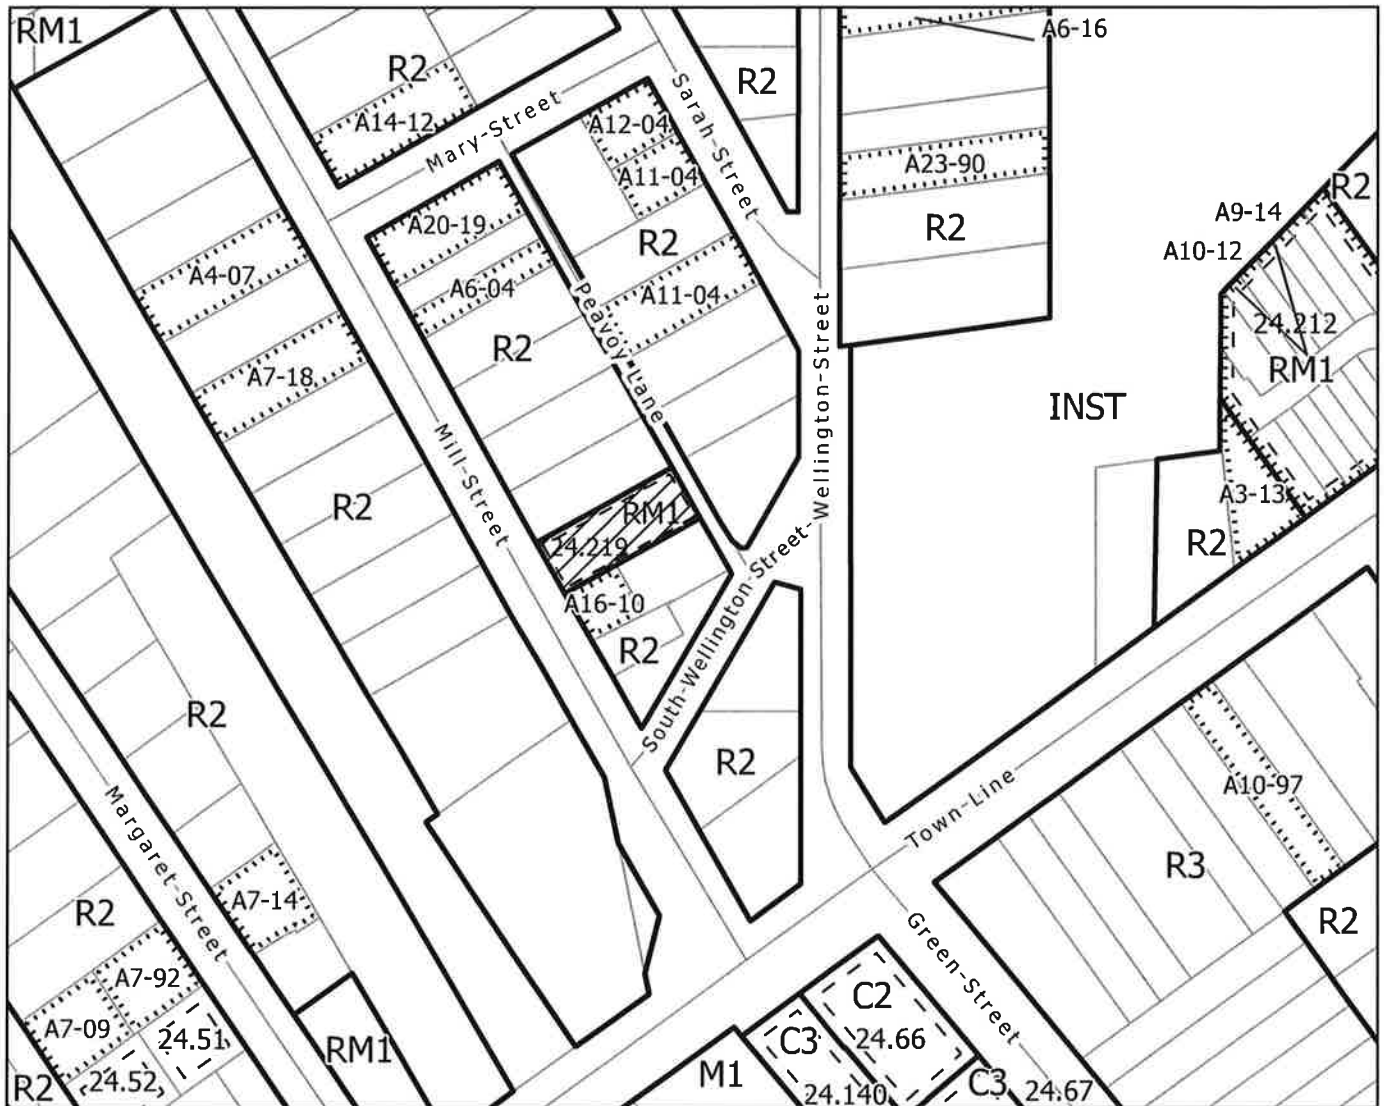 RM1
A6-16
R2
R2
A14-12
Mary-Street
Sarah-Street
A12-04
A11-04
A23-90
R2
A9-14
A10-12
R2
A20-19
R2
R2
A4-07
A6-04
Peavoy-Lane
A11-04
24.212
RM1
A7-18
R2
South-Wellington-Street-Wellington-Street
INST
Mill-Street
R2
A3-13
RM1
24.219
R2
A16-10
R2
R2
R2
A10-97
Margaret-Street
Town-Line
R3
A7-14
R2
R2
Green-Street
A7-92
C2
A7-09
24.51
24.66
C3
RM1
M1
R2
24.52
C3
24.67
24.140